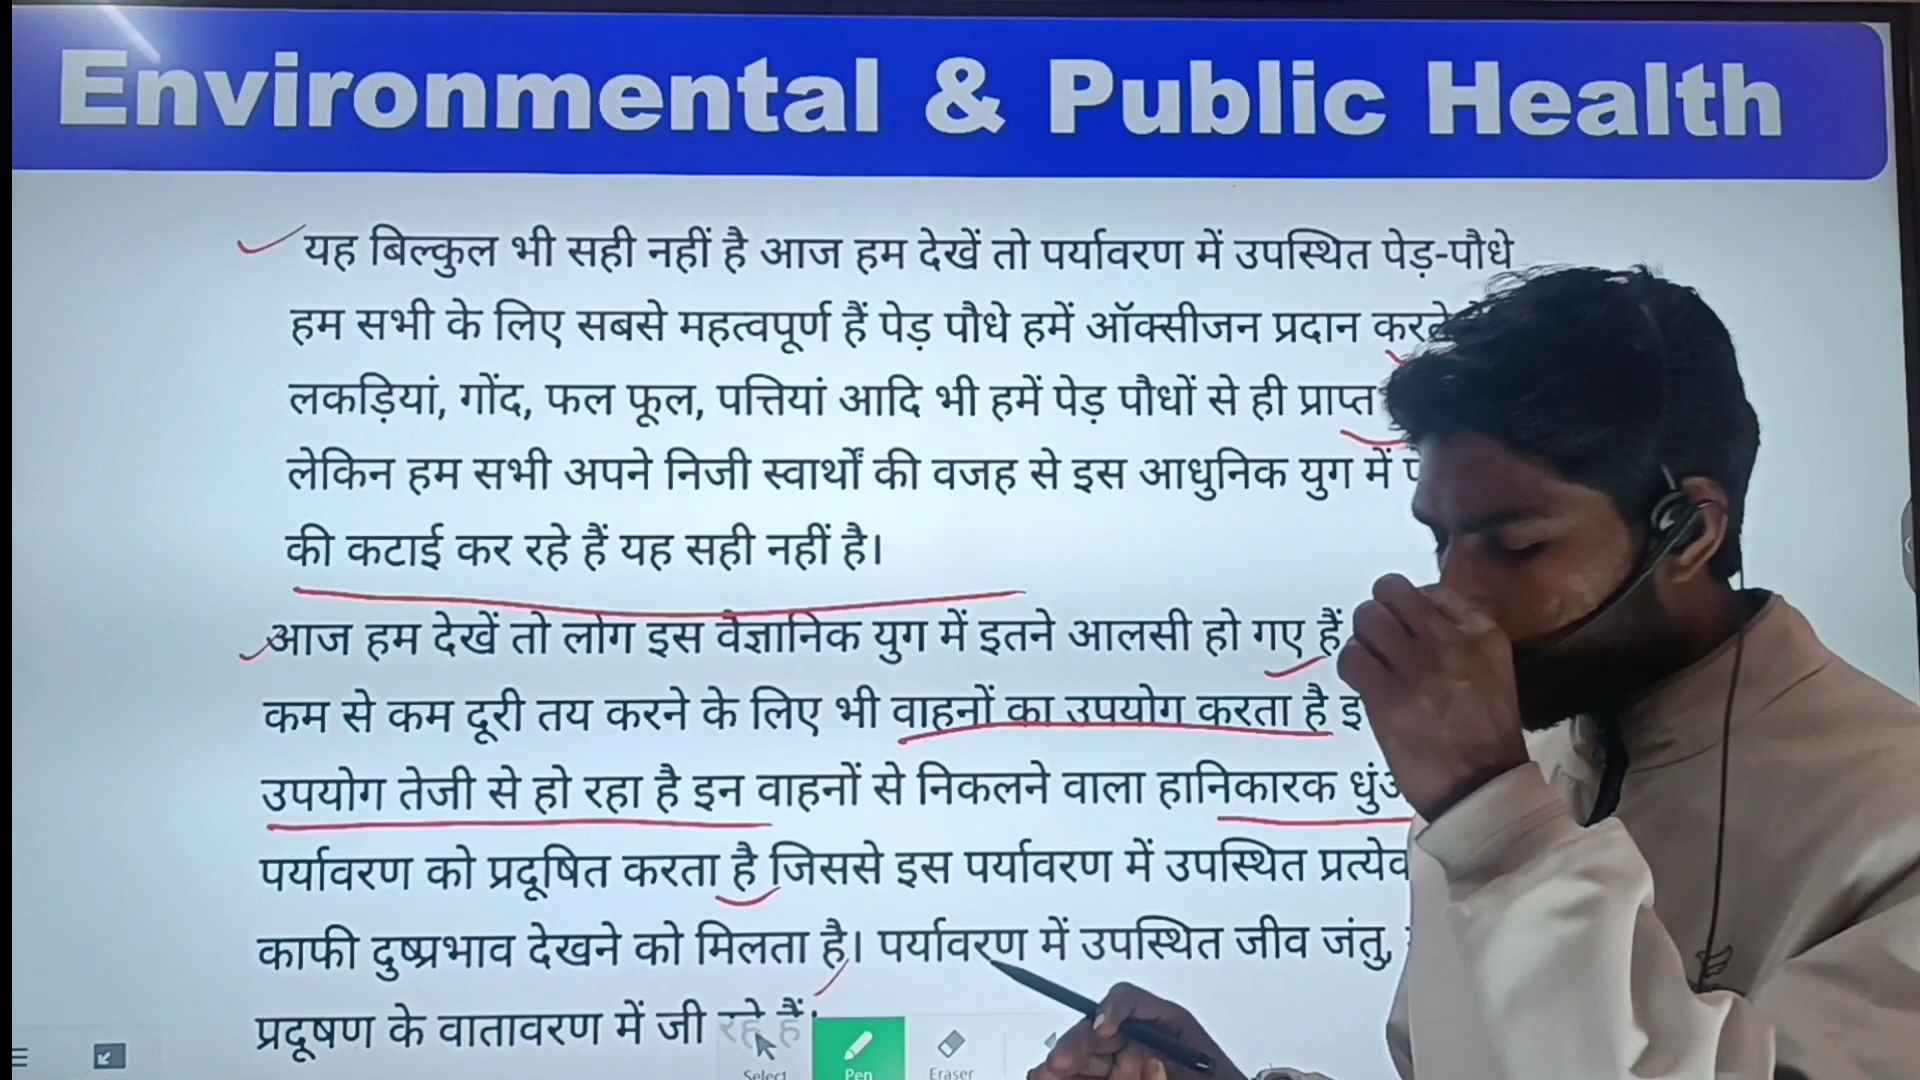 Environmental & Public Health
यह बिल्कुल भी सही नहीं है आज हम देखें तो पर्यावरण में उपस्थित पेड़-पौधे
हम सभी के लिए सबसे महत्वपूर्ण हैं पेड़ पौधे हमें ऑक्सीजन प्रदान
लकड़ियां, गोंद, फल फूल, पत्तियां आदि भी हमें पेड़ पौधों से ही प्राप्त
लेकिन हम सभी अपने निजी स्वार्थों की वजह से इस आधुनिक युग में
की कटाई कर रहे हैं यह सही नहीं है।
आज हम देखें तो लोग इस वैज्ञानिक युग में इतने आलसी हो गए हैं
कम से कम दूरी तय करने के लिए भी वाहनों का उपयोग करता है
उपयोग तेजी से हो रहा है इन वाहनों से निकलने वाला हानिकारक
पर्यावरण को प्रदूषित करता है जिससे इस पर्यावरण में उपस्थित
काफी दुष्प्रभाव देखने को मिलता है। पर्यावरण में उपस्थित जीव जंतु,
प्रदूषण के वातावरण में जी रहे हैं।
Select Pen Eraser